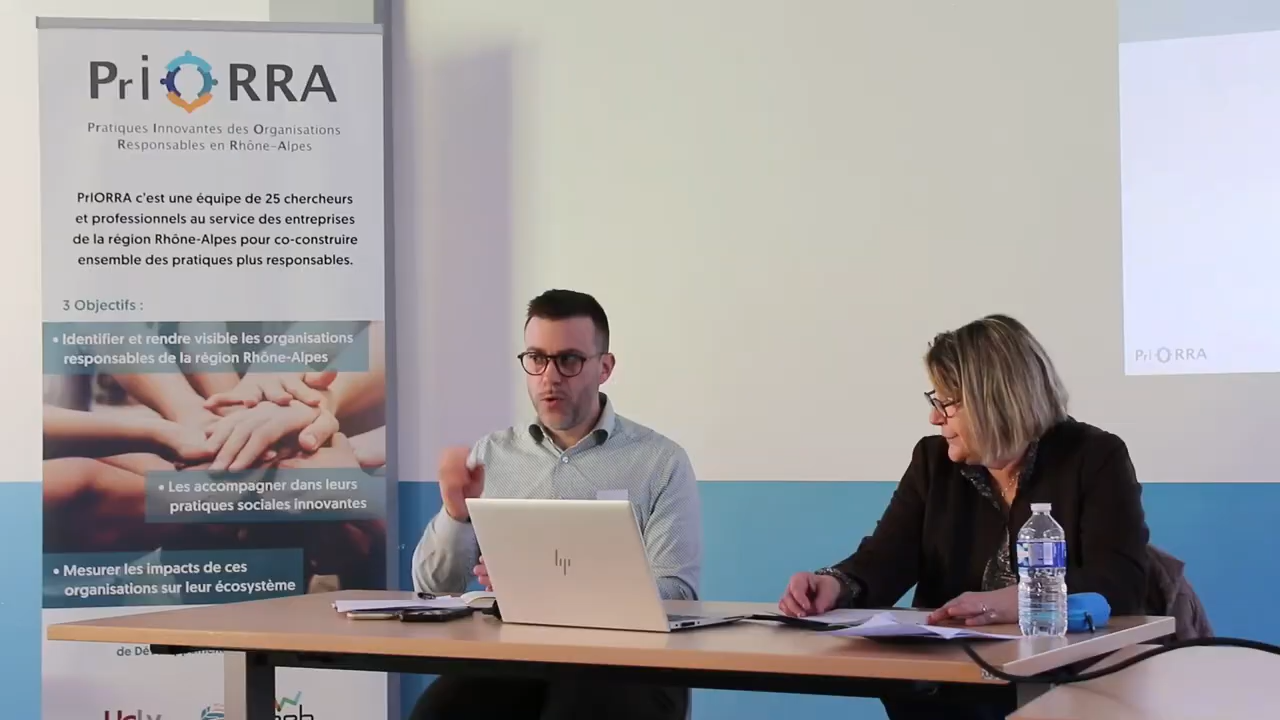 PriORRA
Pratiques Innovantes des Organisations
Responsables en Rhône-Alpes
PrIORRA c'est une équipe de 25 chercheurs
et professionnels au service des entreprises
de la région Rhône-Alpes pour co-construire
ensemble des pratiques plus responsables.
3 Objectifs :
• Identifier et rendre visible les organisations
responsables de la région Rhône-Alpes
• Les accompagner dans leurs
pratiques sociales innovantes
• Mesurer les impacts de ces
organisations sur leur écosystème
de
hp
PriORRA